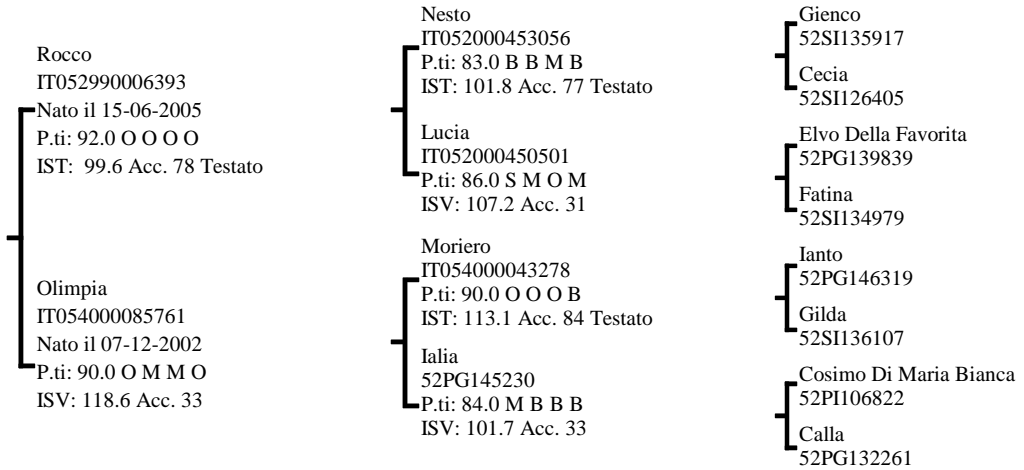 Rocco
IT052990006393
Nato il 15-06-2005
P.ti: 92.0 O O O O
IST:  99.6 Acc. 78 Testato
Olimpia
IT054000085761
Nato il 07-12-2002
P.ti: 90.0 O M M O
ISV: 118.6 Acc. 33
Nesto
IT052000453056
P.ti: 83.0 B B M B
IST: 101.8 Acc. 77 Testato
Lucia
IT052000450501
P.ti: 86.0 S M O M
ISV: 107.2 Acc. 31
Moriero
IT054000043278
P.ti: 90.0 O O O B
IST: 113.1 Acc. 84 Testato
Ialia
52PG145230
P.ti: 84.0 M B B B
ISV: 101.7 Acc. 33
Gienco
52SI135917
Cecia
52SI126405
Elvo Della Favorita
52PG139839
Fatina
52SI134979
Ianto
52PG146319
Gilda
52SI136107
Cosimo Di Maria Bianca
52PI106822
Calla
52PG132261